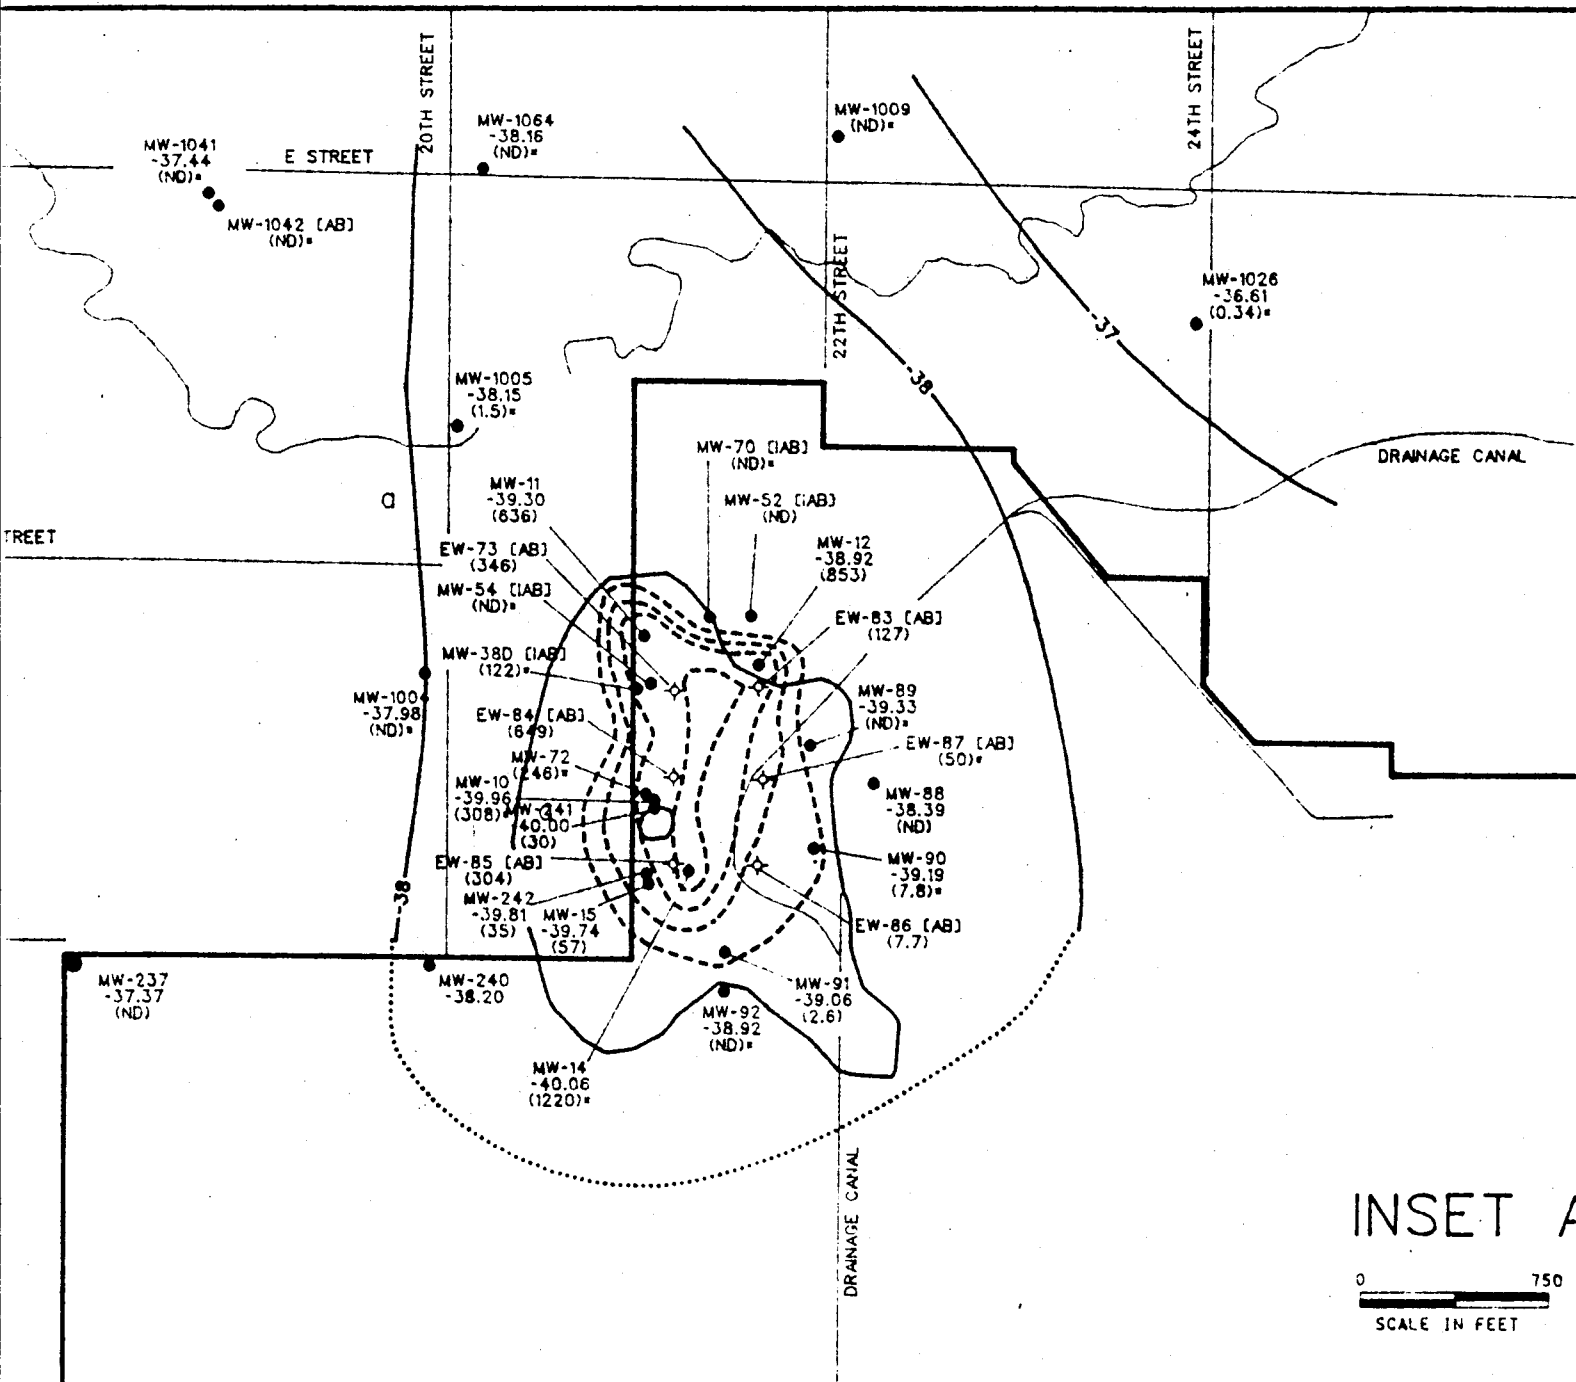 20TH STREET
24TH STREET
MW-1009
(ND)*
MW-1064
-38.16
(ND)*
MW-1041
-37.44
(ND)*
E STREET
MW-1042 [AB]
(ND)*
22TH STREET
MW-1026
-36.61
(0.34)*
-37
-38
MW-1005
-38.15
(1.5)*
MW-70 [IAB]
(ND)*
DRAINAGE CANAL
MW-11
-39.30
(636)
MW-52 [IAB]
(ND)
a
TREET
EW-73 [AB]
(346)
MW-12
-38.92
(853)
MW-54 [IAB]
(ND)*
EW-83 [AB]
(127)
MW-38D [IAB]
(122)*
MW-100
-37.98
(ND)*
MW-89
-39.33
(ND)*
EW-84 [AB]
(649)
EW-87 [AB]
(50)*
MW-72
(246)*
MW-10
-39.96
(308)*
MW-241
-40.00
(30)
MW-88
-38.39
(ND)
EW-85 [AB]
(304)
MW-90
-39.19
(7.8)*
-38
MW-242
-39.81
(35)
MW-15
-39.74
(57)
EW-86 [AB]
(7.7)
MW-237
-37.37
(ND)
MW-240
-38.20
MW-91
-39.06
(2.6)
MW-92
-38.92
(ND)*
MW-14
-40.06
(1220)*
DRAINAGE CANAL
INSET A
0 750
SCALE IN FEET